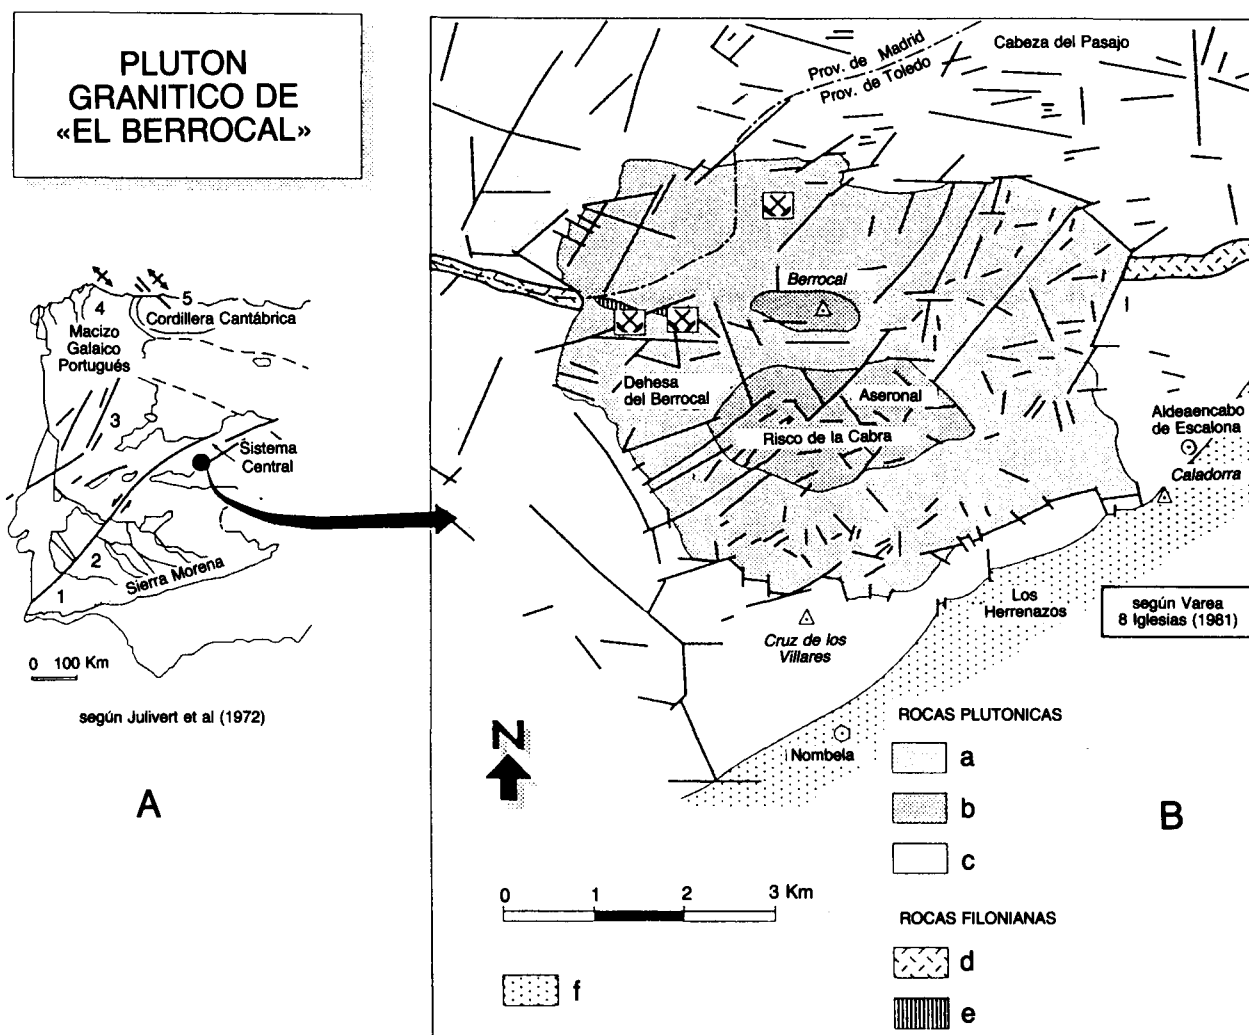 PLUTON
GRANITICO DE
«EL BERROCAL»
4
5
Cordillera Cantábrica
Macizo
Galaico
Portugués
3
Sistema
Central
2
Sierra Morena
1
0 100 Km
según Julivert et al (1972)
A
Prov. de Madrid
Prov. de Toledo
Cabeza del Pasajo
Berrocal
Dehesa
del Berrocal
Aseronal
Risco de la Cabra
Aldeaencabo
de Escalona
Caladorra
Los
Herrenazos
según Varea
8 Iglesias (1981)
Cruz de los
Villares
Nombela
N
ROCAS PLUTONICAS
a
b
c
B
0 1 2 3 Km
ROCAS FILONIANAS
d
e
f